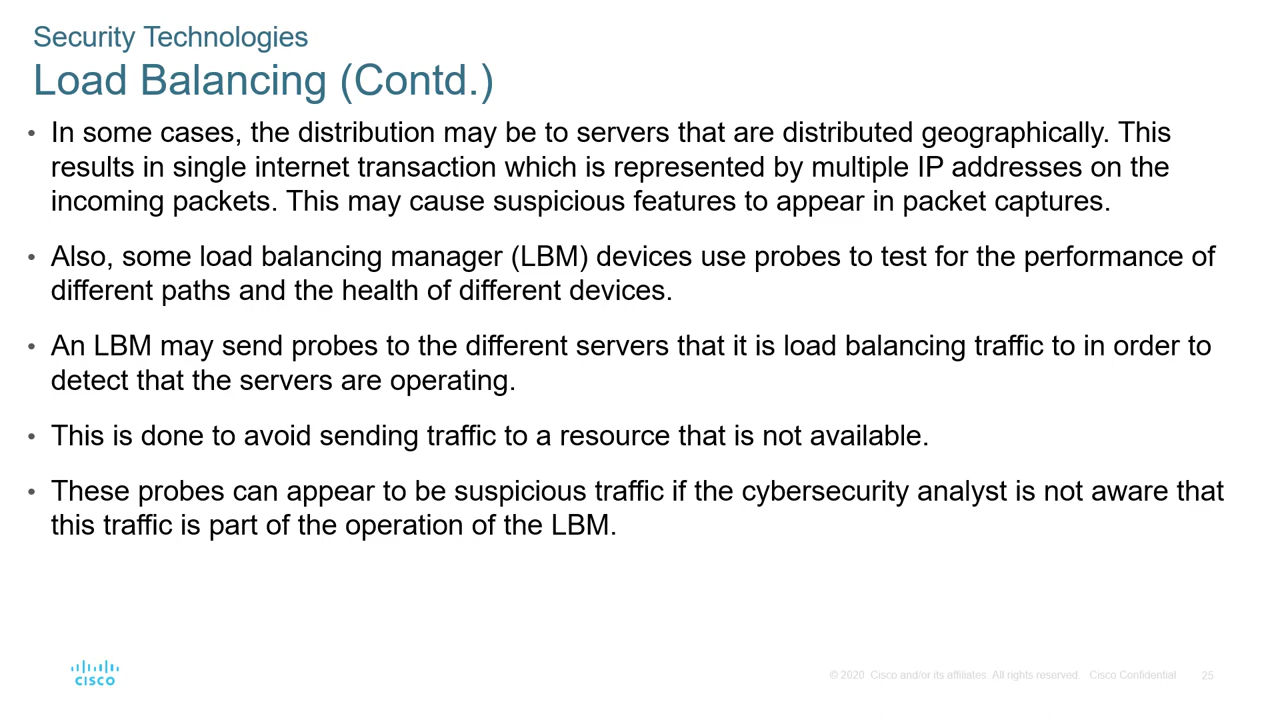 Security Technologies
Load Balancing (Contd.)
• In some cases, the distribution may be to servers that are distributed geographically. This
results in single internet transaction which is represented by multiple IP addresses on the
incoming packets. This may cause suspicious features to appear in packet captures.
• Also, some load balancing manager (LBM) devices use probes to test for the performance of
different paths and the health of different devices.
• An LBM may send probes to the different servers that it is load balancing traffic to in order to
detect that the servers are operating.
• This is done to avoid sending traffic to a resource that is not available.
• These probes can appear to be suspicious traffic if the cybersecurity analyst is not aware that
this traffic is part of the operation of the LBM.
CISCO
© 2020 Cisco and/or its affiliates. All rights reserved. Cisco Confidential 25